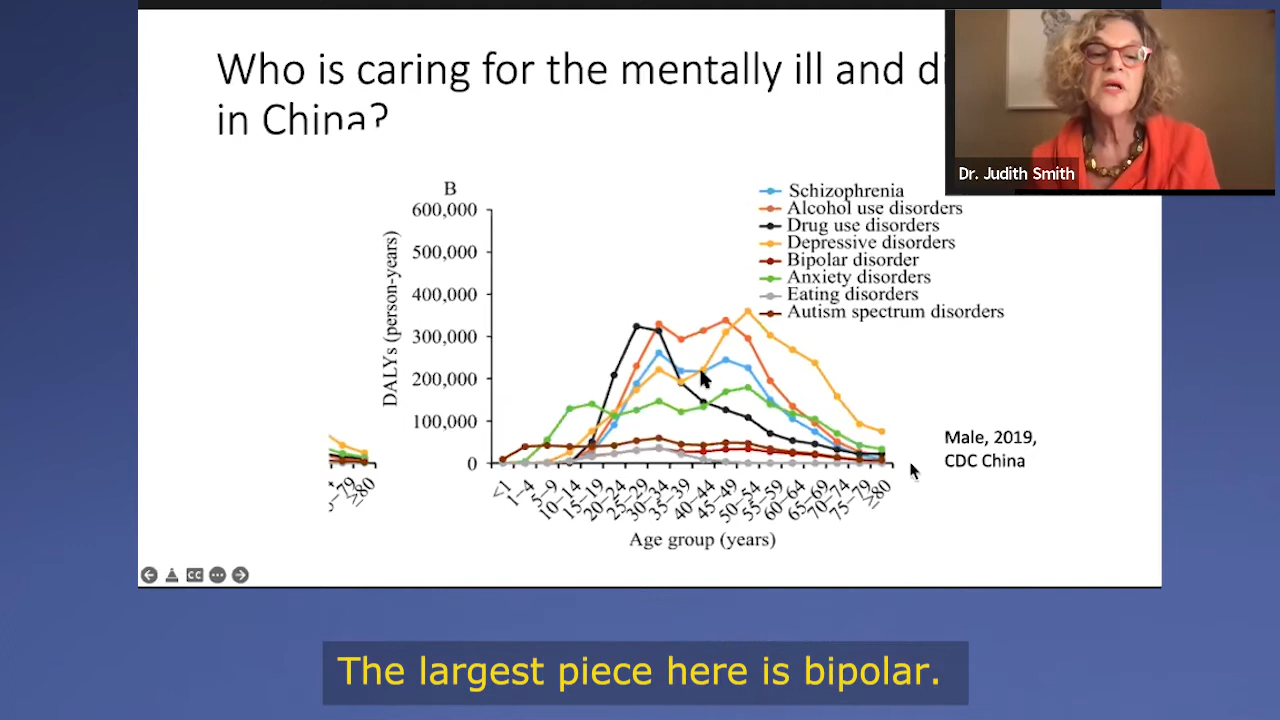 Who is caring for the mentally ill and di
in China?
Dr. Judith Smith
B
Schizophrenia
Alcohol use disorders
Drug use disorders
Depressive disorders
Bipolar disorder
Anxiety disorders
Eating disorders
Autism spectrum disorders
600,000
500,000
400,000
300,000
200,000
100,000
0
DALYs (person-years)
<1
1–4
5–9
10–14
15–19
20–24
25–29
30–34
35–39
40–44
45–49
50–54
55–59
60–64
65–69
70–74
75–79
≥80
Age group (years)
5–79
≥80
Male, 2019,
CDC China
CC
The largest piece here is bipolar.